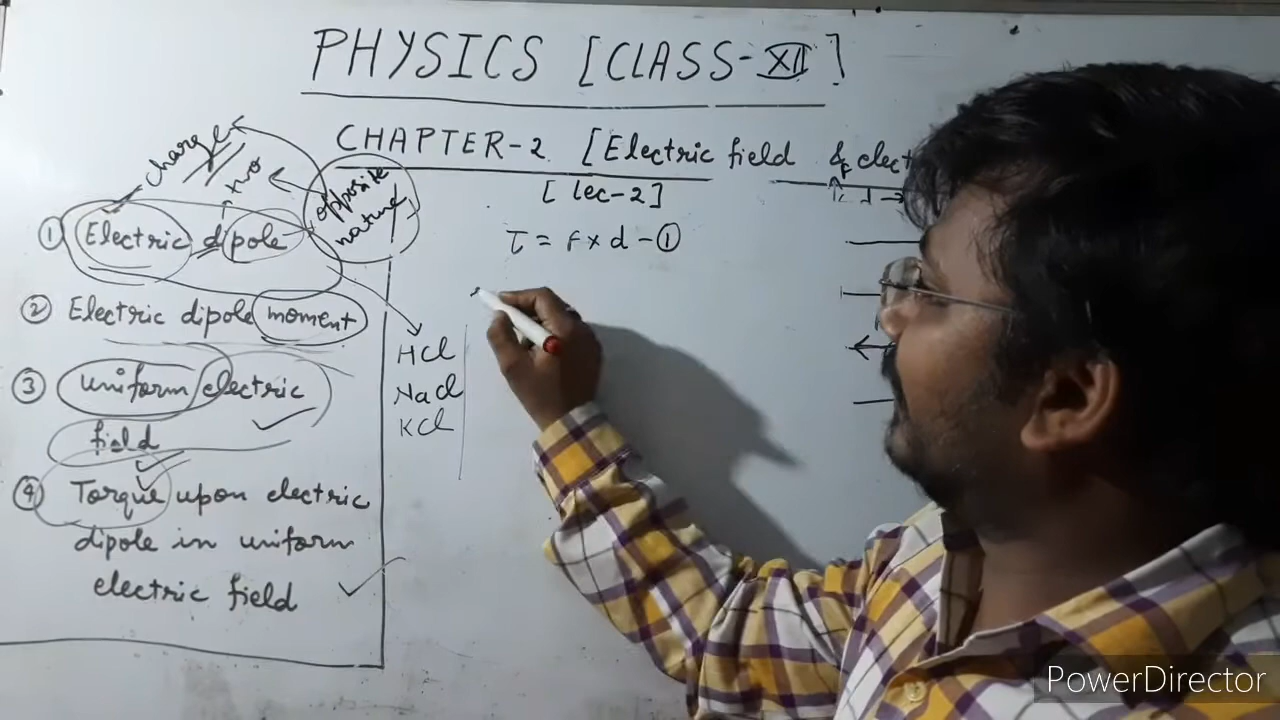 PHYSICS [CLASS-XII]
CHAPTER-2 [Electric field & elect
[lec-2]
charge
two
opposite
nature
① Electric dipole
τ = F x d - ①
② Electric dipole moment
HCl
NaCl
KCl
③ uniform electric
field
④ Torque upon electric
dipole in uniform
electric field
PowerDirector